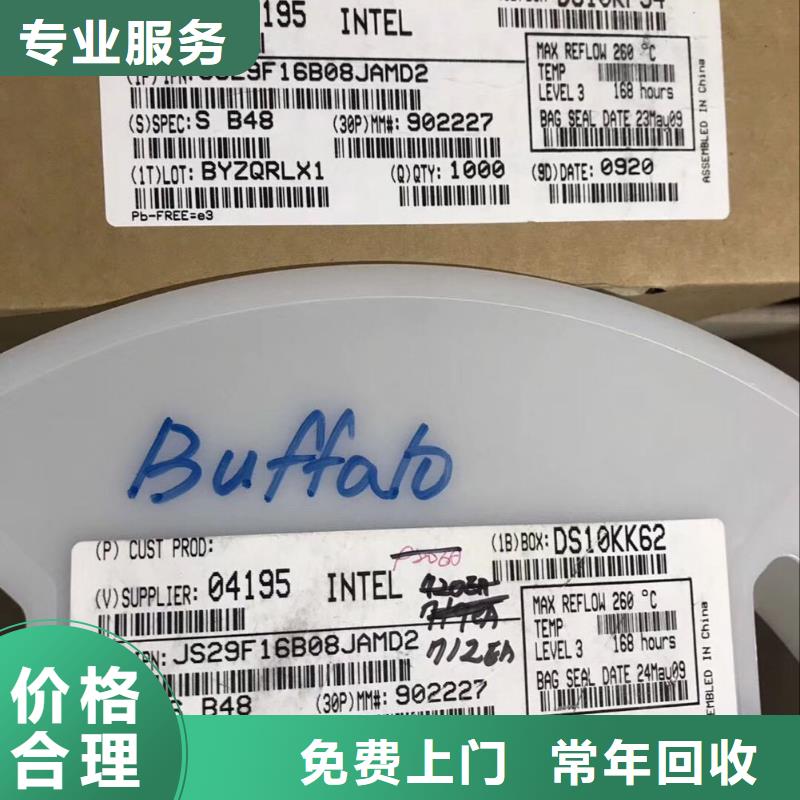 专业服务
195 INTEL
MAX REFLOW 260 °C
TEMP
LEVEL 3 168 hours
BAG SEAL DATE 23May09
ASSEMBLED IN China
JS29F16B08JAMD2
(S)SPEC: S B48 (30P)MM#: 902227
(1T)LOT: BYZQRLX1 (Q)QTY: 1000 (9D)DATE: 0920
Pb-FREE=e3
Buffalo
(P) CUST PROD: (1B)BOX: DS10KK62
(V)SUPPLIER: 04195 INTEL 420EA
MAX REFLOW 260 °C
TEMP
LEVEL 3 168 hours
BAG SEAL DATE 24May09
JS29F16B08JAMD2 712EA
S B48 (30P)MM#: 902227
IN China
价格
合理
免费上门 常年回收